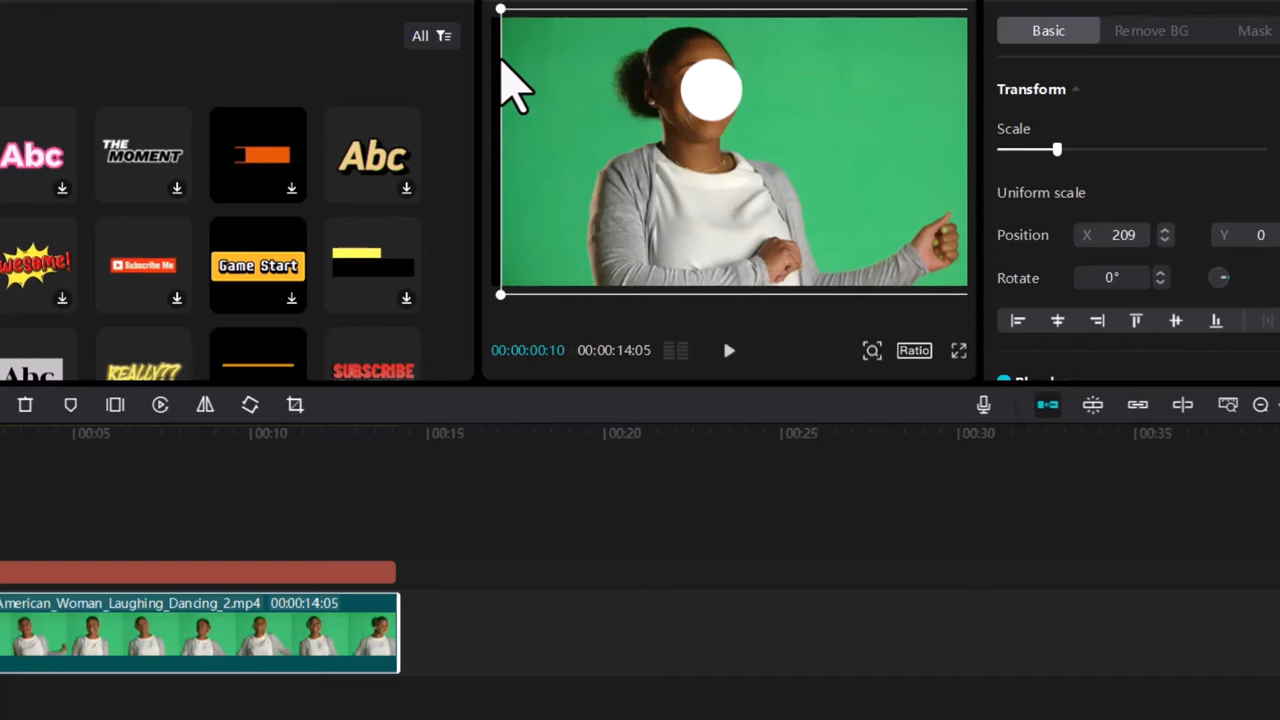 All
Basic
Remove BG
Mask
Transform
Scale
Abc
THE
MOMENT
Abc
Uniform scale
Position X 209 Y 0
Subscribe Me
Game Start
Rotate 0°
00:00:00:10 00:00:14:05
Ratio
Abc
REALLY??
SUBSCRIBE
00:05 00:10 00:15 00:20 00:25 00:30 00:35
American_Woman_Laughing_Dancing_2.mp4 00:00:14:05